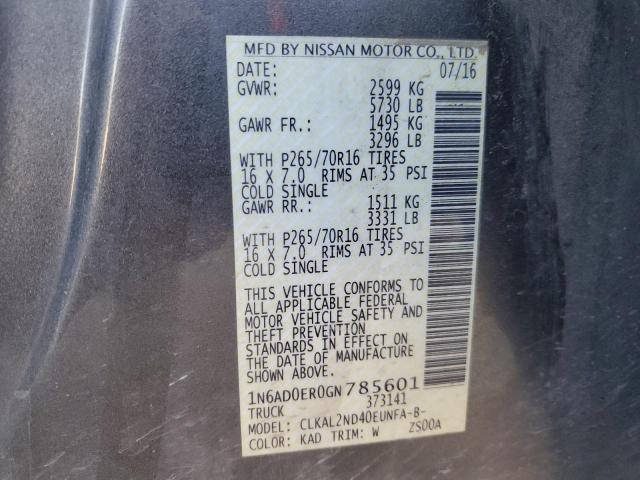 MFD BY NISSAN MOTOR CO., LTD.
DATE: 07/16
GVWR: 2599 KG
5730 LB
GAWR FR.: 1495 KG
3296 LB
WITH P265/70R16 TIRES
16 X 7.0 RIMS AT 35 PSI
COLD SINGLE
GAWR RR.: 1511 KG
3331 LB
WITH P265/70R16 TIRES
16 X 7.0 RIMS AT 35 PSI
COLD SINGLE
THIS VEHICLE CONFORMS TO
ALL APPLICABLE FEDERAL
MOTOR VEHICLE SAFETY AND
THEFT PREVENTION
STANDARDS IN EFFECT ON
THE DATE OF MANUFACTURE
SHOWN ABOVE.
1N6AD0ER0GN785601
TRUCK 373141
MODEL: CLKAL2ND40EUNFA-B-
COLOR: KAD TRIM: W ZS00A